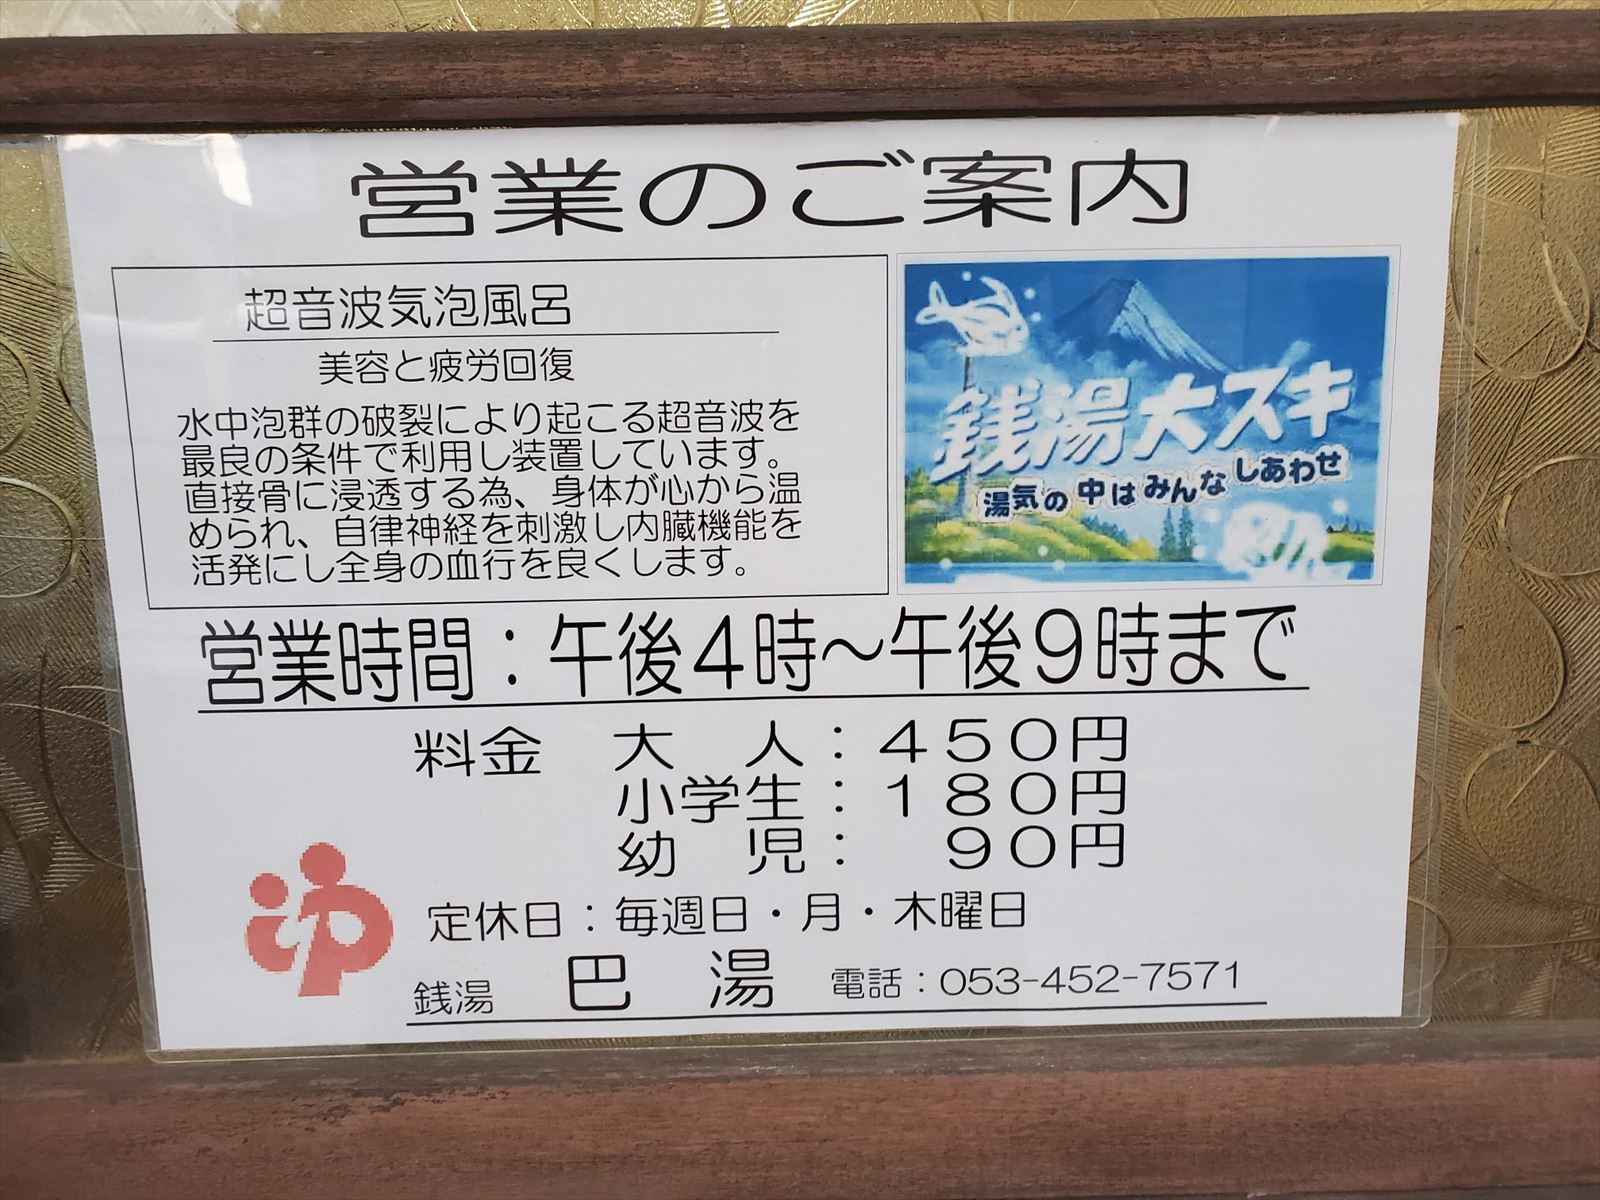 営業のご案内
超音波気泡風呂
美容と疲労回復
水中泡群の破裂により起こる超音波を
最良の条件で利用し装置しています。
直接骨に浸透する為、身体が心から温
められ、自律神経を刺激し内臓機能を
活発にし全身の血行を良くします。
銭湯大スキ
湯気の中はみんなしあわせ
営業時間：午後4時～午後9時まで
料金　大　人：450円
小学生：180円
幼　児：　90円
ゆ
定休日：毎週日・月・木曜日
銭湯　巴　湯　電話：053-452-7571